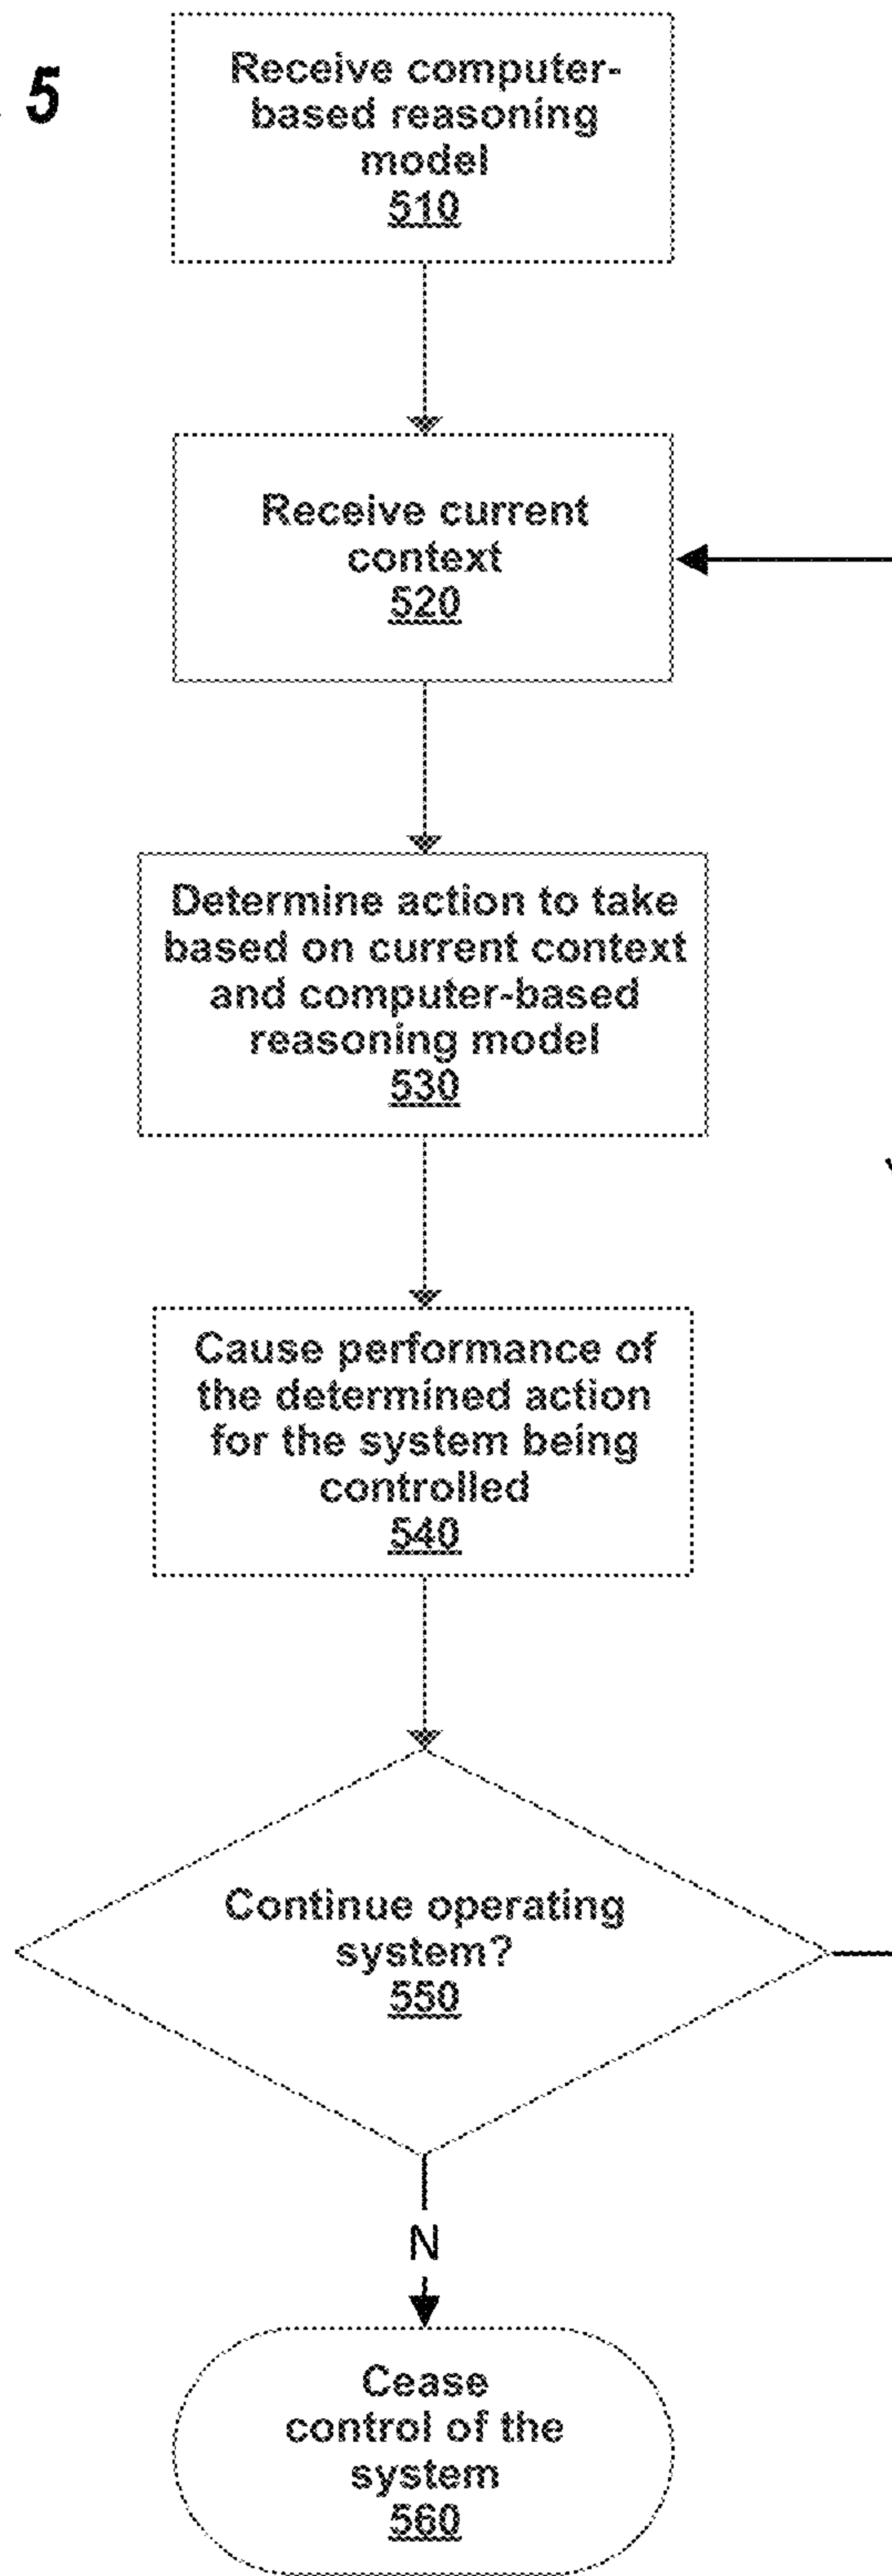 5
Receive computer-
based reasoning
model
510
Receive current
context
520
Determine action to take
based on current context
and computer-based
reasoning model
530
Cause performance of
the determined action
for the system being
controlled
540
Continue operating
system?
550
N
Cease
control of the
system
560